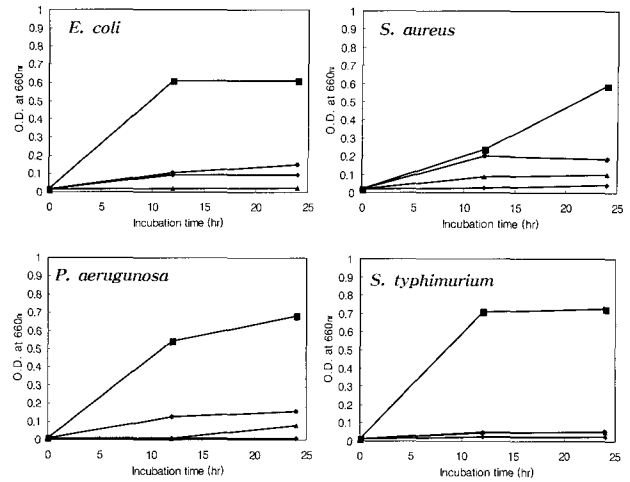 E. coli
O.D. at 660nm
1
0.9
0.8
0.7
0.6
0.5
0.4
0.3
0.2
0.1
0
0 5 10 15 20 25
Incubation time (hr)
S. aureus
O.D. at 660nm
1
0.9
0.8
0.7
0.6
0.5
0.4
0.3
0.2
0.1
0
0 5 10 15 20 25
Incubation time (hr)
P. aerugunosa
O.D. at 660nm
1
0.9
0.8
0.7
0.6
0.5
0.4
0.3
0.2
0.1
0
0 5 10 15 20 25
Incubation time (hr)
S. typhimurium
O.D. at 660nm
1
0.9
0.8
0.7
0.6
0.5
0.4
0.3
0.2
0.1
0
0 5 10 15 20 25
Incubation time (hr)